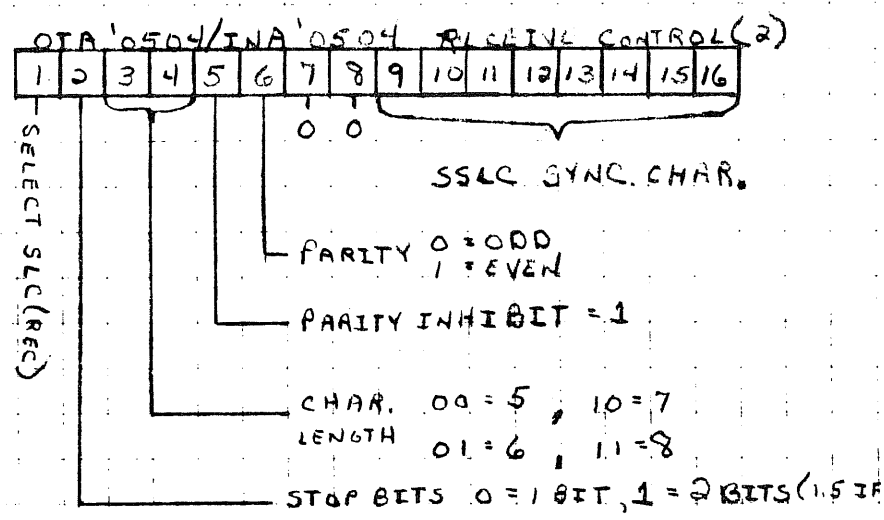 OTA '0504/INA '0504 RECEIVE CONTROL(2)
1 2 3 4 5 6 7 8 9 10 11 12 13 14 15 16
0 0
SSLC SYNC. CHAR.
SELECT SLC(REC)
PARITY 0 = ODD
1 = EVEN
PARITY INHIBIT = 1
CHAR. 00 = 5, 10 = 7
LENGTH 01 = 6, 11 = 8
STOP BITS 0 = 1 BIT, 1 = 2 BITS (1.5 IF